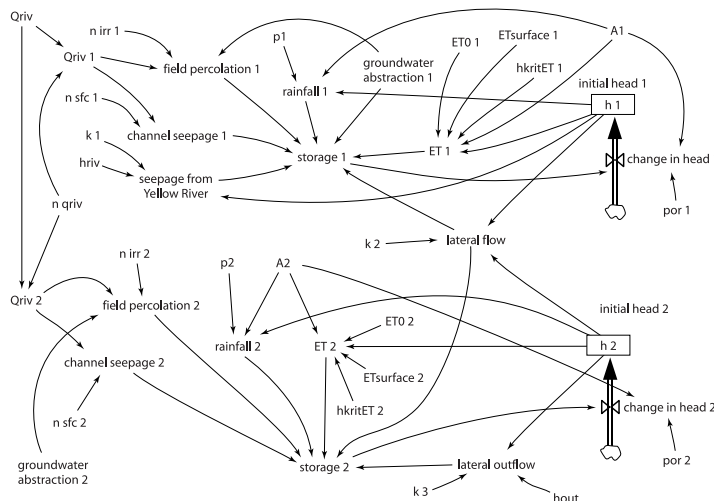 Qriv
n irr 1
p1
A1
ET0 1
ETsurface 1
Qriv 1
groundwater
abstraction 1
field percolation 1
hkritET 1
initial head 1
n sfc 1
rainfall 1
h 1
k 1
channel seepage 1
hriv
storage 1
ET 1
change in head
seepage from
Yellow River
n qriv
por 1
k 2
lateral flow
n irr 2
p2
A2
Qriv 2
field percolation 2
initial head 2
ET0 2
rainfall 2
ET 2
h 2
channel seepage 2
ETsurface 2
hkritET 2
change in head 2
n sfc 2
por 2
groundwater
abstraction 2
storage 2
lateral outflow
k 3
hout